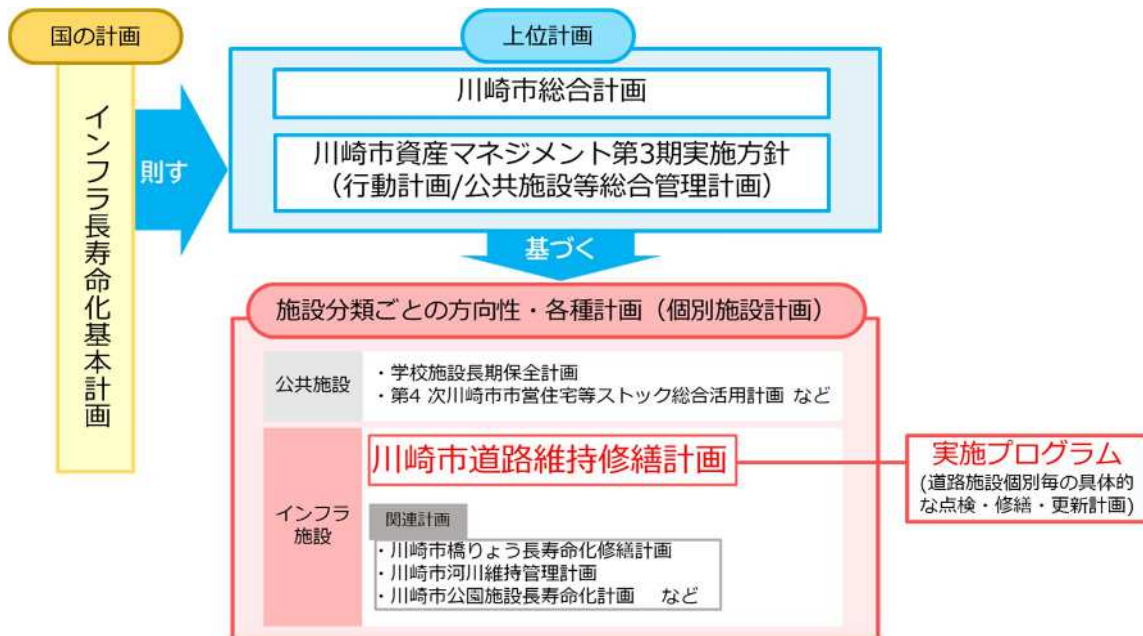 国の計画
インフラ長寿命化基本計画
則す
上位計画
川崎市総合計画
川崎市資産マネジメント第3期実施方針
（行動計画/公共施設等総合管理計画）
基づく
施設分類ごとの方向性・各種計画（個別施設計画）
公共施設
・学校施設長期保全計画
・第4 次川崎市市営住宅等ストック総合活用計画 など
インフラ
施設
川崎市道路維持修繕計画
関連計画
・川崎市橋りょう長寿命化修繕計画
・川崎市河川維持管理計画
・川崎市公園施設長寿命化計画 など
実施プログラム
(道路施設個別毎の具体的
な点検・修繕・更新計画)